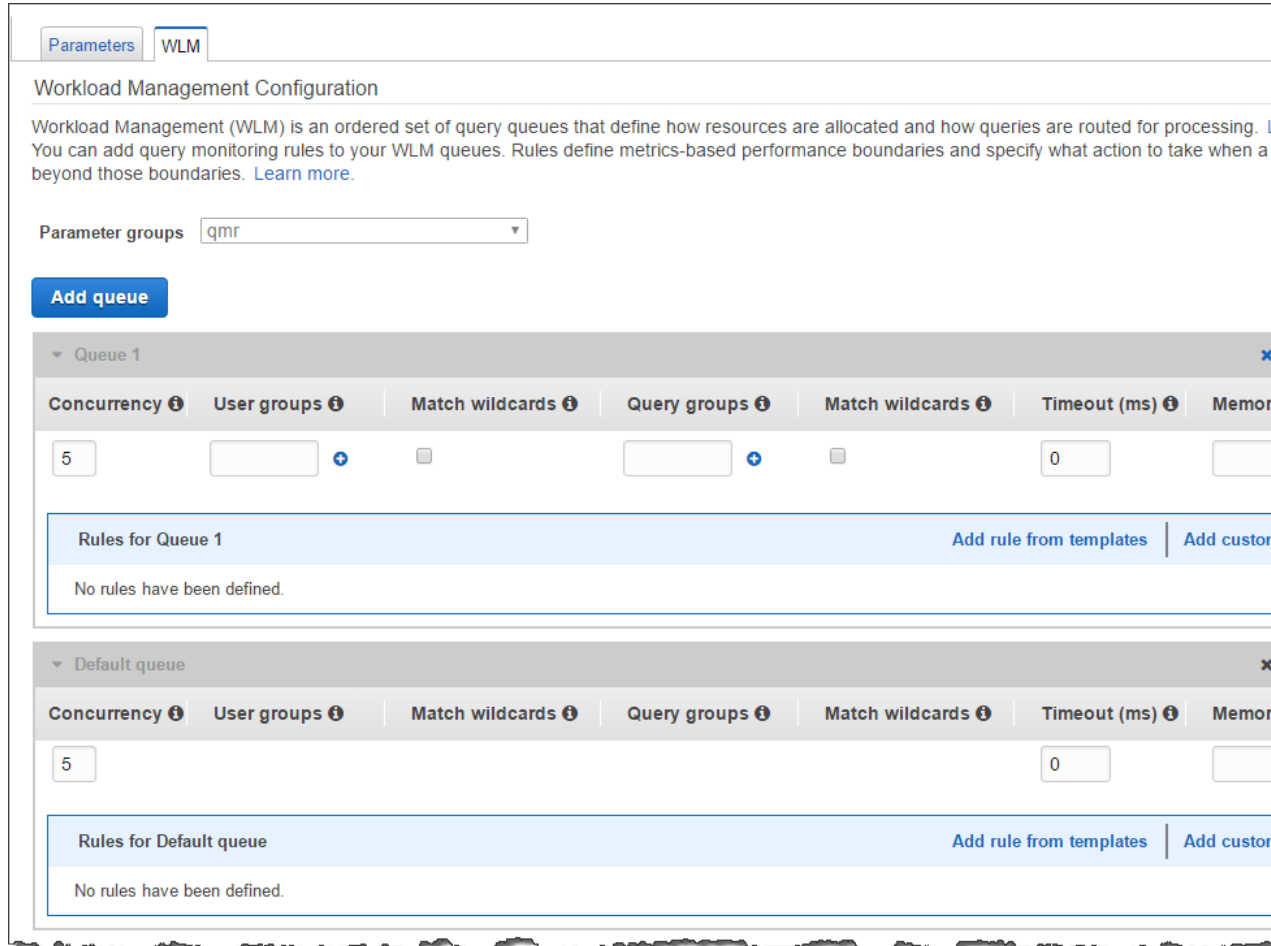 Parameters WLM
Workload Management Configuration
Workload Management (WLM) is an ordered set of query queues that define how resources are allocated and how queries are routed for processing.
You can add query monitoring rules to your WLM queues. Rules define metrics-based performance boundaries and specify what action to take when a
beyond those boundaries. Learn more.
Parameter groups qmr
Add queue
Queue 1
Concurrency User groups Match wildcards Query groups Match wildcards Timeout (ms) Memor
5 0
Rules for Queue 1 Add rule from templates Add custor
No rules have been defined.
Default queue
Concurrency User groups Match wildcards Query groups Match wildcards Timeout (ms) Memor
5 0
Rules for Default queue Add rule from templates Add custor
No rules have been defined.